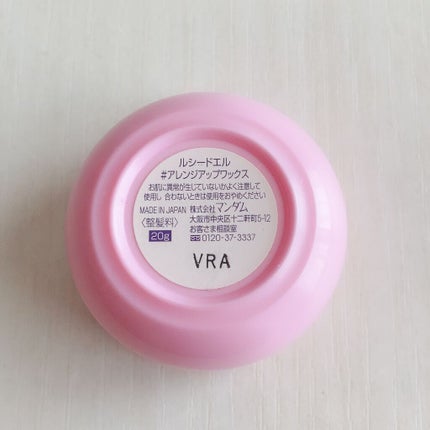 ルシードエル
#アレンジアップワックス
お肌に異常が生じていないかよく注意して
使用し 合わないときは使用をおやめください
MADE IN JAPAN 株式会社マンダム
〈整髪料〉 大阪市中央区十二軒町5-12
20g お客さま相談室
0120-37-3337
VRA